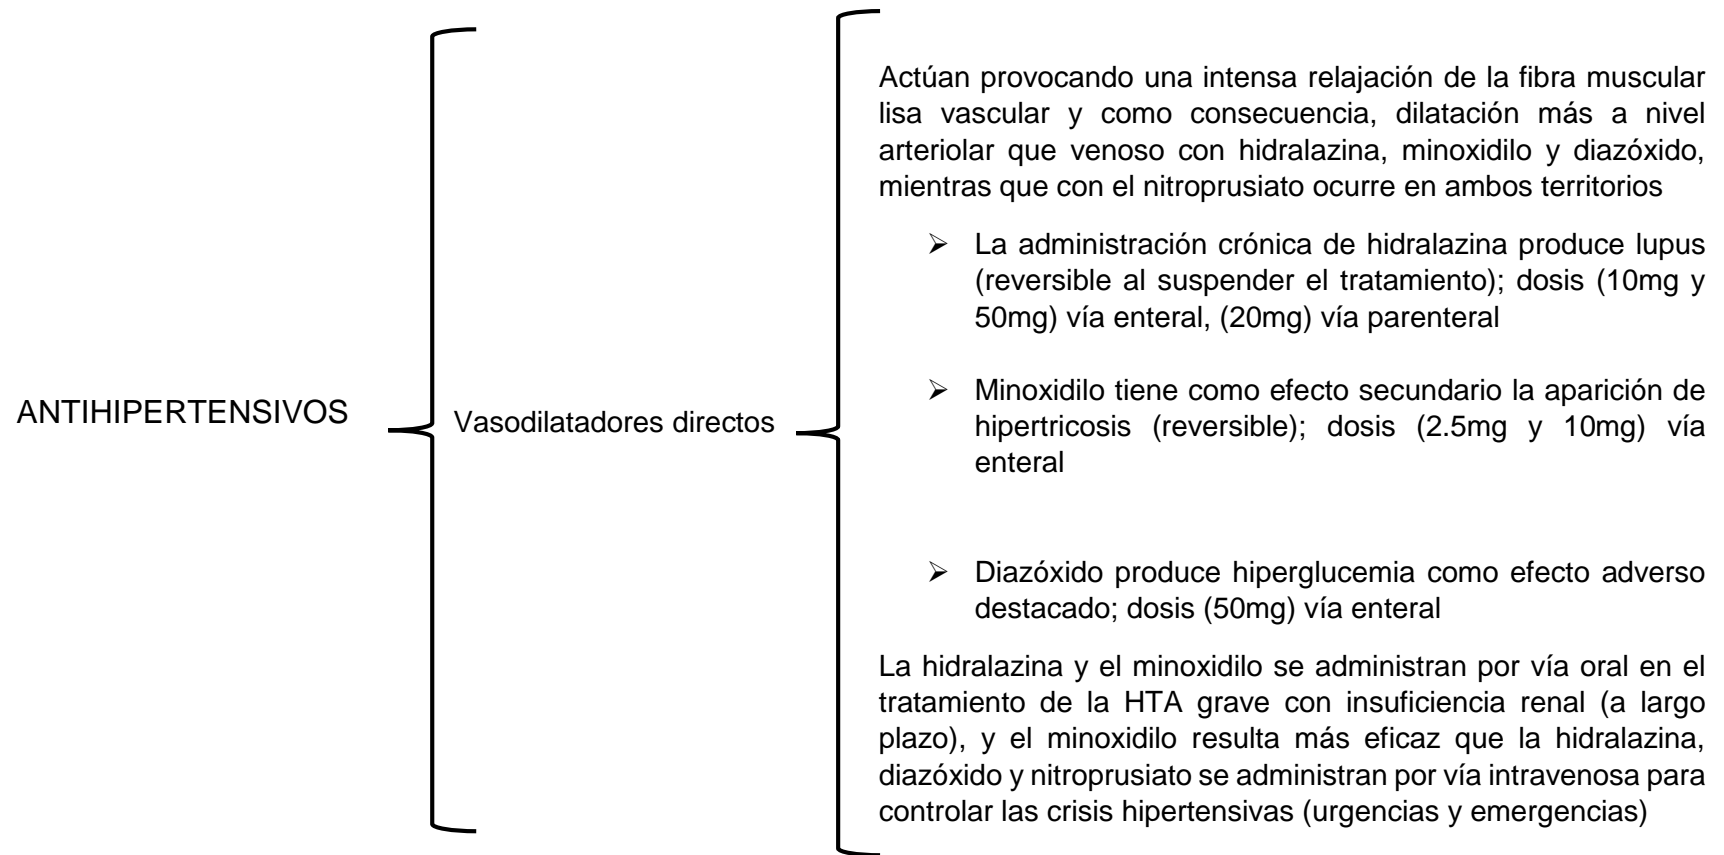 ANTIHIPERTENSIVOS
Vasodilatadores directos
Actúan provocando una intensa relajación de la fibra muscular
lisa vascular y como consecuencia, dilatación más a nivel
arteriolar que venoso con hidralazina, minoxidilo y diazóxido,
mientras que con el nitroprusiato ocurre en ambos territorios
➢ La administración crónica de hidralazina produce lupus
(reversible al suspender el tratamiento); dosis (10mg y
50mg) vía enteral, (20mg) vía parenteral
➢ Minoxidilo tiene como efecto secundario la aparición de
hipertricosis (reversible); dosis (2.5mg y 10mg) vía
enteral
➢ Diazóxido produce hiperglucemia como efecto adverso
destacado; dosis (50mg) vía enteral
La hidralazina y el minoxidilo se administran por vía oral en el
tratamiento de la HTA grave con insuficiencia renal (a largo
plazo), y el minoxidilo resulta más eficaz que la hidralazina,
diazóxido y nitroprusiato se administran por vía intravenosa para
controlar las crisis hipertensivas (urgencias y emergencias)